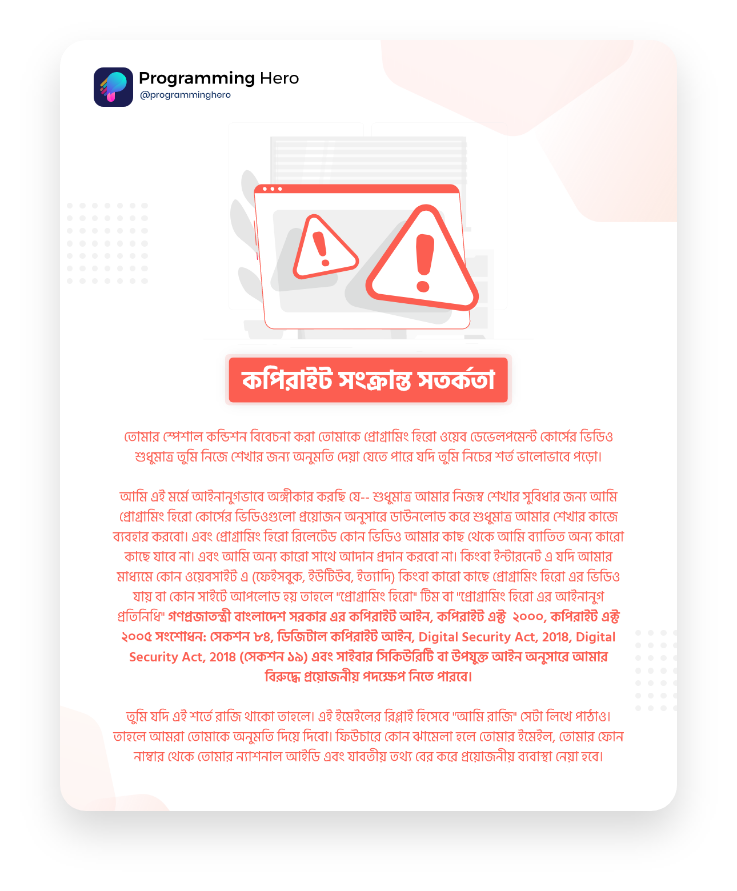 Programming Hero
@programminghero
কপিরাইট সংক্রান্ত সতর্কতা
তোমার স্পেশাল কন্ডিশন বিবেচনা করা তোমাকে প্রোগ্রামিং হিরো ওয়েব ডেভেলপমেন্ট কোর্সের ভিডিও
শুধুমাত্র তুমি নিজে শেখার জন্য অনুমতি দেয়া যেতে পারে যদি তুমি নিচের শর্ত ভালোভাবে পড়ো।
আমি এই মর্মে আইনানুগভাবে অঙ্গীকার করছি যে-- শুধুমাত্র আমার নিজস্ব শেখার সুবিধার জন্য আমি
প্রোগ্রামিং হিরো কোর্সের ভিডিওগুলো প্রয়োজন অনুসারে ডাউনলোড করে শুধুমাত্র আমার শেখার কাজে
ব্যবহার করবো। এবং প্রোগ্রামিং হিরো রিলেটেড কোন ভিডিও আমার কাছ থেকে আমি ব্যাতিত অন্য কারো
কাছে যাবে না। এবং আমি অন্য কারো সাথে আদান প্রদান করবো না। কিংবা ইন্টারনেট এ যদি আমার
মাধ্যমে কোন ওয়েবসাইট এ (ফেইসবুক, ইউটিউব, ইত্যাদি) কিংবা কারো কাছে প্রোগ্রামিং হিরো এর ভিডিও
যায় বা কোন সাইটে আপলোড হয় তাহলে "প্রোগ্রামিং হিরো" টিম বা "প্রোগ্রামিং হিরো এর আইনানুগ
প্রতিনিধি" গণপ্রজাতন্ত্রী বাংলাদেশ সরকার এর কপিরাইট আইন, কপিরাইট এক্ট ২০০০, কপিরাইট এক্ট
২০০৫ সংশোধন: সেকশন ৮৪, ডিজিটাল কপিরাইট আইন, Digital Security Act, 2018, Digital
Security Act, 2018 (সেকশন ১৯) এবং সাইবার সিকিউরিটি বা উপযুক্ত আইন অনুসারে আমার
বিরুদ্ধে প্রয়োজনীয় পদক্ষেপ নিতে পারবে।
তুমি যদি এই শর্তে রাজি থাকো তাহলে। এই ইমেইলের রিপ্লাই হিসেবে "আমি রাজি" সেটা লিখে পাঠাও।
তাহলে আমরা তোমাকে অনুমতি দিয়ে দিবো। ফিউচারে কোন ঝামেলা হলে তোমার ইমেইল, তোমার ফোন
নাম্বার থেকে তোমার ন্যাশনাল আইডি এবং যাবতীয় তথ্য বের করে প্রয়োজনীয় ব্যবাস্থা নেয়া হবে।